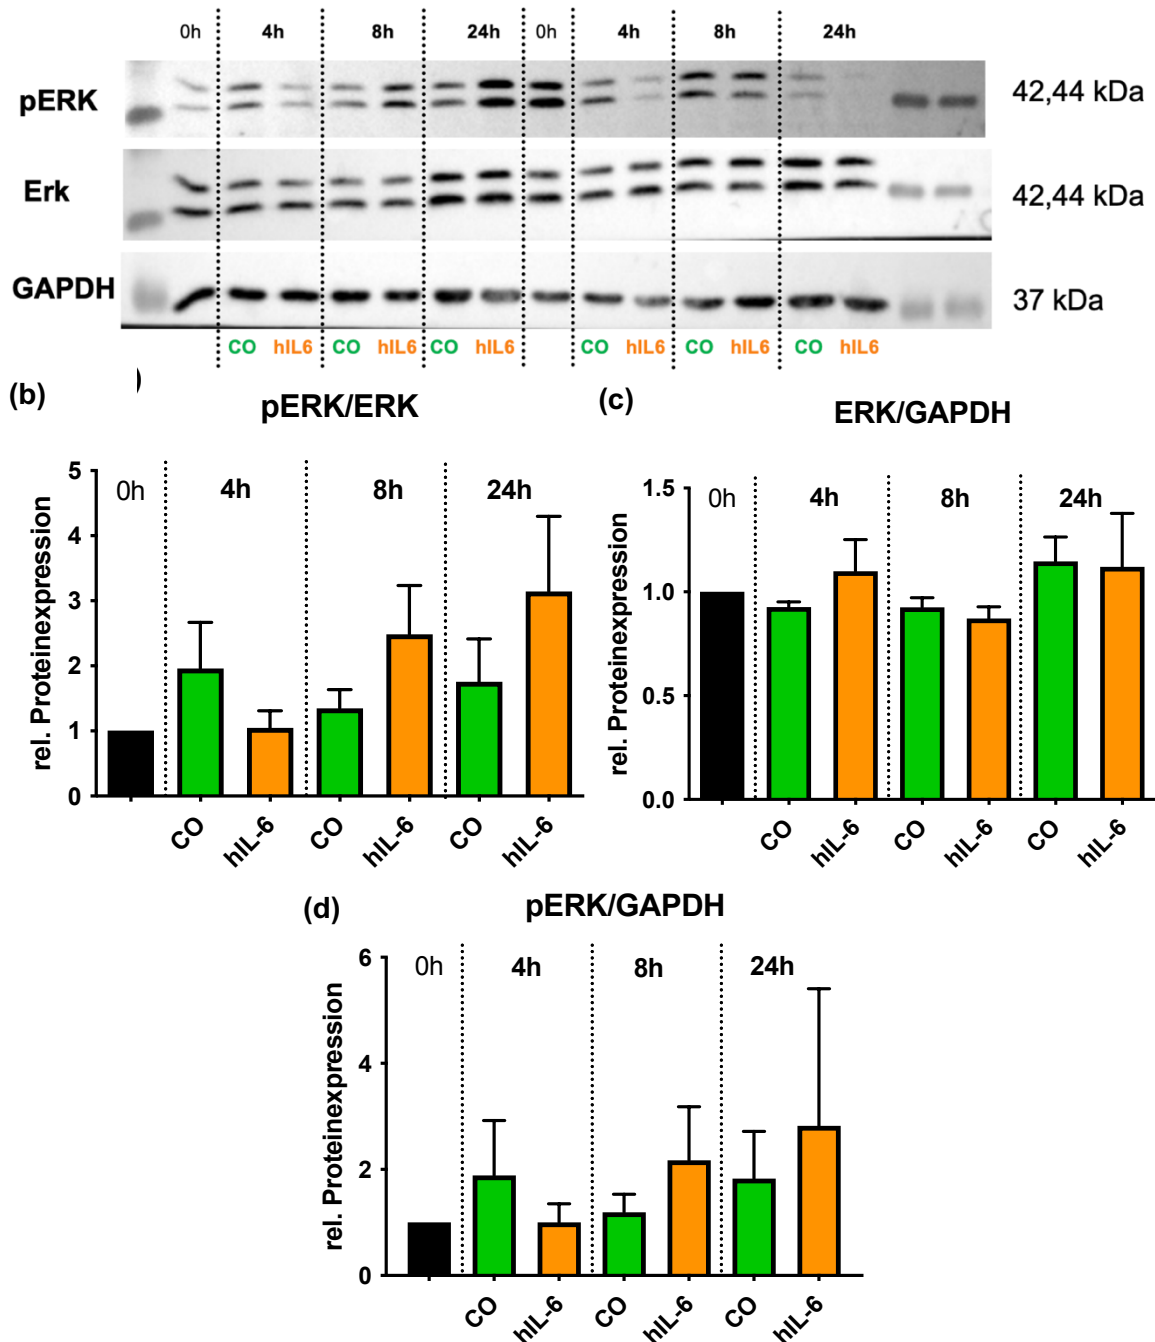 0h 4h 8h 24h 0h 4h 8h 24h
pERK 42,44 kDa
Erk 42,44 kDa
GAPDH 37 kDa
CO hIL6 CO hIL6 CO hIL6 CO hIL6 CO hIL6 CO hIL6
)
(b) pERK/ERK
rel. Proteinexpression
5
4
3
2
1
0
0h 4h 8h 24h
CO hIL-6 CO hIL-6 CO hIL-6
(c) ERK/GAPDH
rel. Proteinexpression
1.5
1.0
0.5
0.0
0h 4h 8h 24h
CO hIL-6 CO hIL-6 CO hIL-6
(d) pERK/GAPDH
rel. Proteinexpression
6
4
2
0
0h 4h 8h 24h
CO hIL-6 CO hIL-6 CO hIL-6